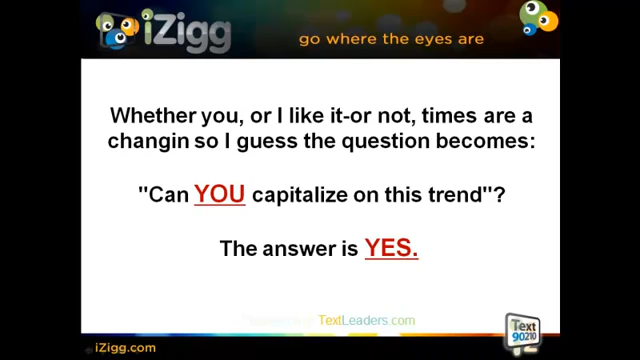 iZigg
go where the eyes are
Whether you, or I like it-or not, times are a
changin so I guess the question becomes:
"Can YOU capitalize on this trend"?
The answer is YES.
TextLeaders.com
Text
90210
iZigg.com